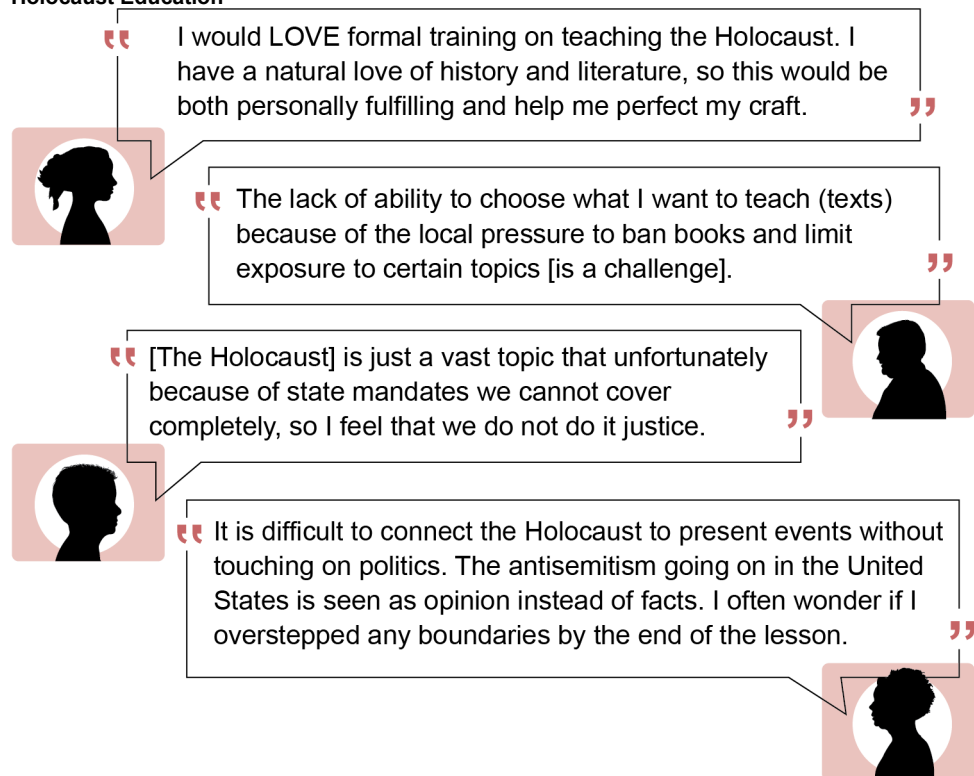 Holocaust Education
“ I would LOVE formal training on teaching the Holocaust. I
have a natural love of history and literature, so this would be
both personally fulfilling and help me perfect my craft. ”
“ The lack of ability to choose what I want to teach (texts)
because of the local pressure to ban books and limit
exposure to certain topics [is a challenge]. ”
“ [The Holocaust] is just a vast topic that unfortunately
because of state mandates we cannot cover
completely, so I feel that we do not do it justice. ”
“ It is difficult to connect the Holocaust to present events without
touching on politics. The antisemitism going on in the United
States is seen as opinion instead of facts. I often wonder if I
overstepped any boundaries by the end of the lesson. ”